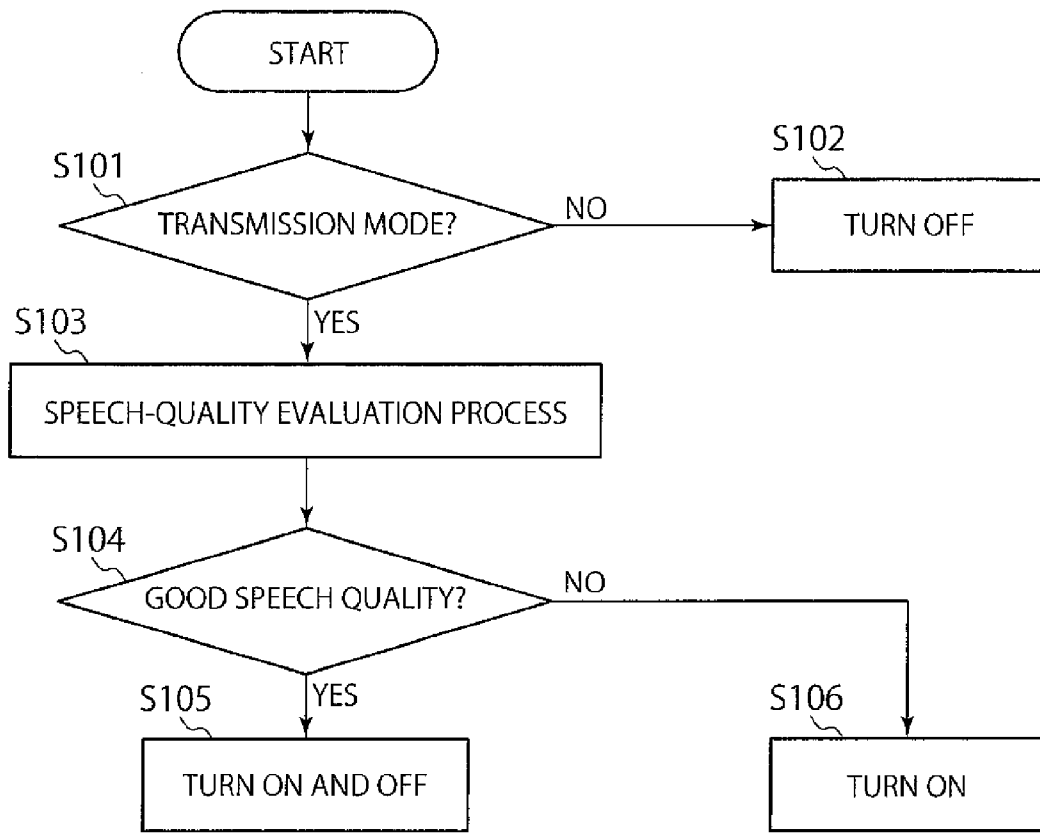 START
S101
TRANSMISSION MODE?
NO
S102
TURN OFF
YES
S103
SPEECH-QUALITY EVALUATION PROCESS
S104
GOOD SPEECH QUALITY?
NO
YES
S105
TURN ON AND OFF
S106
TURN ON